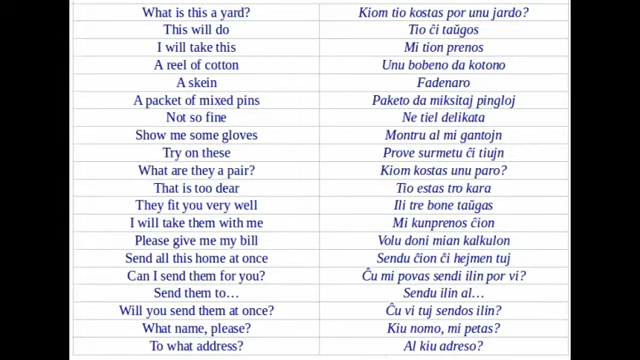 What is this a yard? Kiom tio kostas por unu jardo?
This will do Tio ĉi taŭgos
I will take this Mi tion prenos
A reel of cotton Unu bobeno da kotono
A skein Fadenaro
A packet of mixed pins Paketo da miksitaj pingloj
Not so fine Ne tiel delikata
Show me some gloves Montru al mi gantojn
Try on these Prove surmetu ĉi tiujn
What are they a pair? Kiom kostas unu paro?
That is too dear Tio estas tro kara
They fit you very well Ili tre bone taŭgas
I will take them with me Mi kunprenos ĉion
Please give me my bill Volu doni mian kalkulon
Send all this home at once Sendu ĉion ĉi hejmen tuj
Can I send them for you? Ĉu mi povas sendi ilin por vi?
Send them to… Sendu ilin al…
Will you send them at once? Ĉu vi tuj sendos ilin?
What name, please? Kiu nomo, mi petas?
To what address? Al kiu adreso?